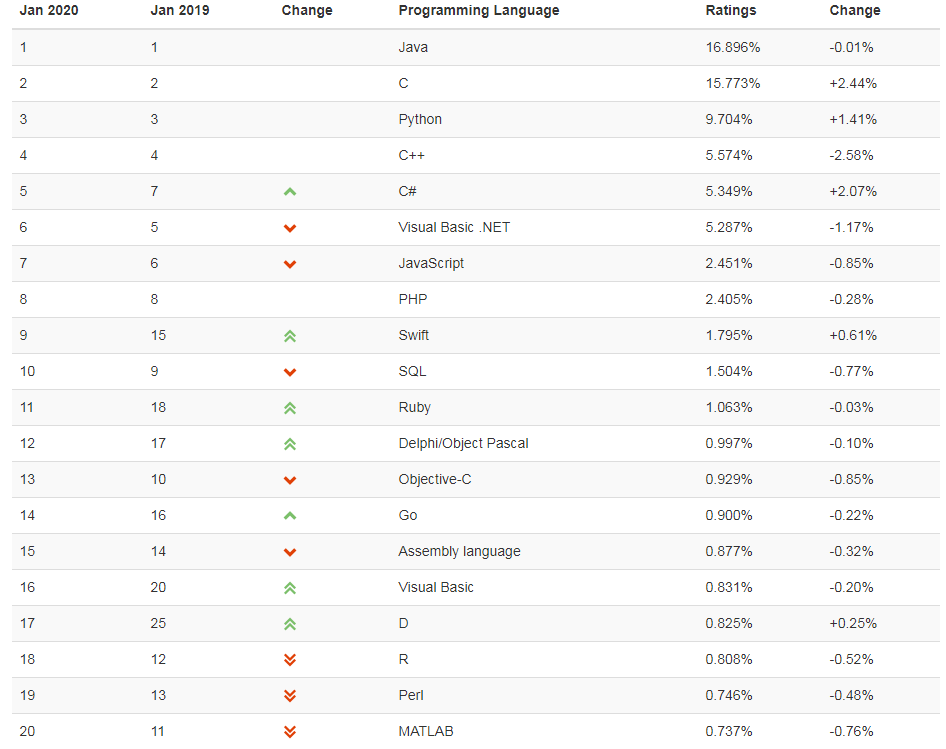 Jan 2020 Jan 2019 Change Programming Language Ratings Change
1 1 Java 16.896% -0.01%
2 2 C 15.773% +2.44%
3 3 Python 9.704% +1.41%
4 4 C++ 5.574% -2.58%
5 7 C# 5.349% +2.07%
6 5 Visual Basic .NET 5.287% -1.17%
7 6 JavaScript 2.451% -0.85%
8 8 PHP 2.405% -0.28%
9 15 Swift 1.795% +0.61%
10 9 SQL 1.504% -0.77%
11 18 Ruby 1.063% -0.03%
12 17 Delphi/Object Pascal 0.997% -0.10%
13 10 Objective-C 0.929% -0.85%
14 16 Go 0.900% -0.22%
15 14 Assembly language 0.877% -0.32%
16 20 Visual Basic 0.831% -0.20%
17 25 D 0.825% +0.25%
18 12 R 0.808% -0.52%
19 13 Perl 0.746% -0.48%
20 11 MATLAB 0.737% -0.76%